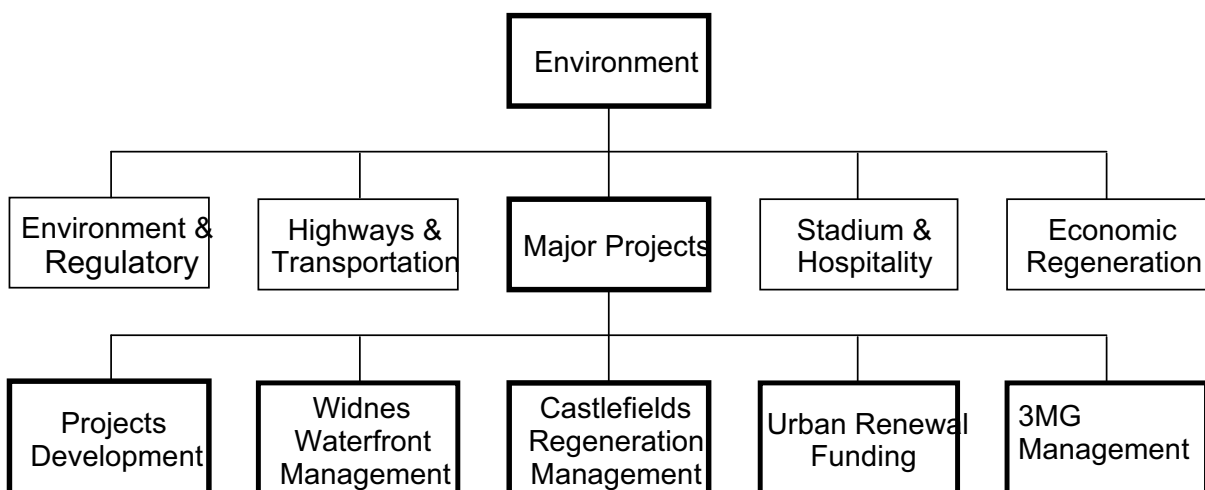 Environment
Environment &
Regulatory
Highways &
Transportation
Major Projects
Stadium &
Hospitality
Economic
Regeneration
Projects
Development
Widnes
Waterfront
Management
Castlefields
Regeneration
Management
Urban Renewal
Funding
3MG
Management